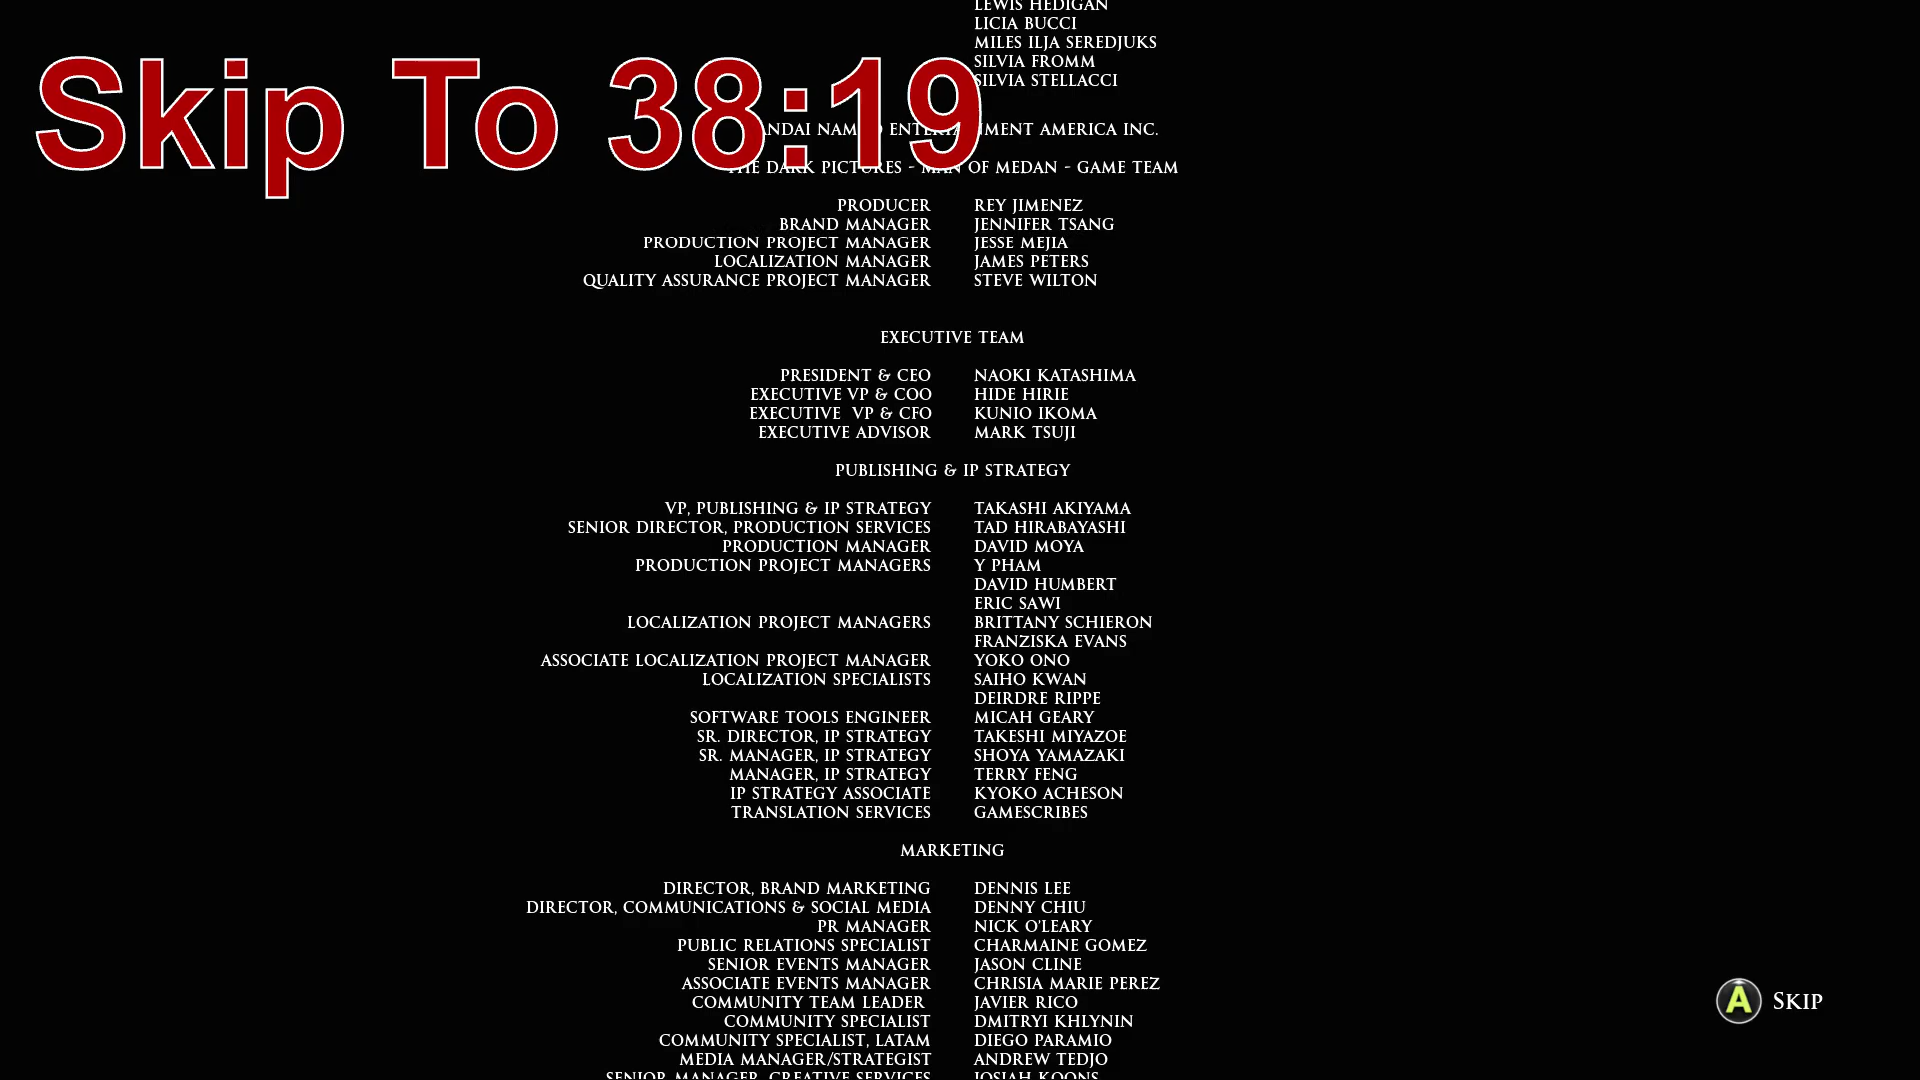 LEWIS HEDIGAN
LICIA BUCCI
MILES ILJA SEREDJUKS
SILVIA FROMM
SILVIA STELLACCI
Skip To 38:19
ENTERTAINMENT AMERICA INC.
THE DARK PICTURES - MAN OF MEDAN - GAME TEAM
PRODUCER REY JIMENEZ
BRAND MANAGER JENNIFER TSANG
PRODUCTION PROJECT MANAGER JESSE MEJIA
LOCALIZATION MANAGER JAMES PETERS
QUALITY ASSURANCE PROJECT MANAGER STEVE WILTON
EXECUTIVE TEAM
PRESIDENT & CEO NAOKI KATASHIMA
EXECUTIVE VP & COO HIDE HIRIE
EXECUTIVE VP & CFO KUNIO IKOMA
EXECUTIVE ADVISOR MARK TSUJI
PUBLISHING & IP STRATEGY
VP, PUBLISHING & IP STRATEGY TAKASHI AKIYAMA
SENIOR DIRECTOR, PRODUCTION SERVICES TAD HIRABAYASHI
PRODUCTION MANAGER DAVID MOYA
PRODUCTION PROJECT MANAGERS Y PHAM
DAVID HUMBERT
ERIC SAWI
LOCALIZATION PROJECT MANAGERS BRITTANY SCHIERON
FRANZISKA EVANS
ASSOCIATE LOCALIZATION PROJECT MANAGER YOKO ONO
LOCALIZATION SPECIALISTS SAIHO KWAN
DEIRDRE RIPPE
SOFTWARE TOOLS ENGINEER MICAH GEARY
SR. DIRECTOR, IP STRATEGY TAKESHI MIYAZOE
SR. MANAGER, IP STRATEGY SHOYA YAMAZAKI
MANAGER, IP STRATEGY TERRY FENG
IP STRATEGY ASSOCIATE KYOKO ACHESON
TRANSLATION SERVICES GAMESCRIBES
MARKETING
DIRECTOR, BRAND MARKETING DENNIS LEE
DIRECTOR, COMMUNICATIONS & SOCIAL MEDIA DENNY CHIU
PR MANAGER NICK O'LEARY
PUBLIC RELATIONS SPECIALIST CHARMAINE GOMEZ
SENIOR EVENTS MANAGER JASON CLINE
ASSOCIATE EVENTS MANAGER CHRISIA MARIE PEREZ
COMMUNITY TEAM LEADER JAVIER RICO
COMMUNITY SPECIALIST DMITRYI KHLYNIN
COMMUNITY SPECIALIST, LATAM DIEGO PARAMIO
MEDIA MANAGER/STRATEGIST ANDREW TEDJO
SENIOR MANAGER, CREATIVE SERVICES JOSIAH KOONS
A Skip